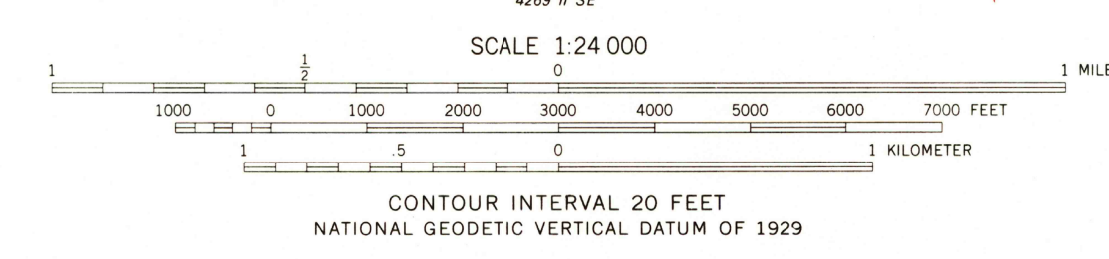 4269 II SE
SCALE 1:24 000
1 1/2 0 1 MILE
1000 0 1000 2000 3000 4000 5000 6000 7000 FEET
1 .5 0 1 KILOMETER
CONTOUR INTERVAL 20 FEET
NATIONAL GEODETIC VERTICAL DATUM OF 1929